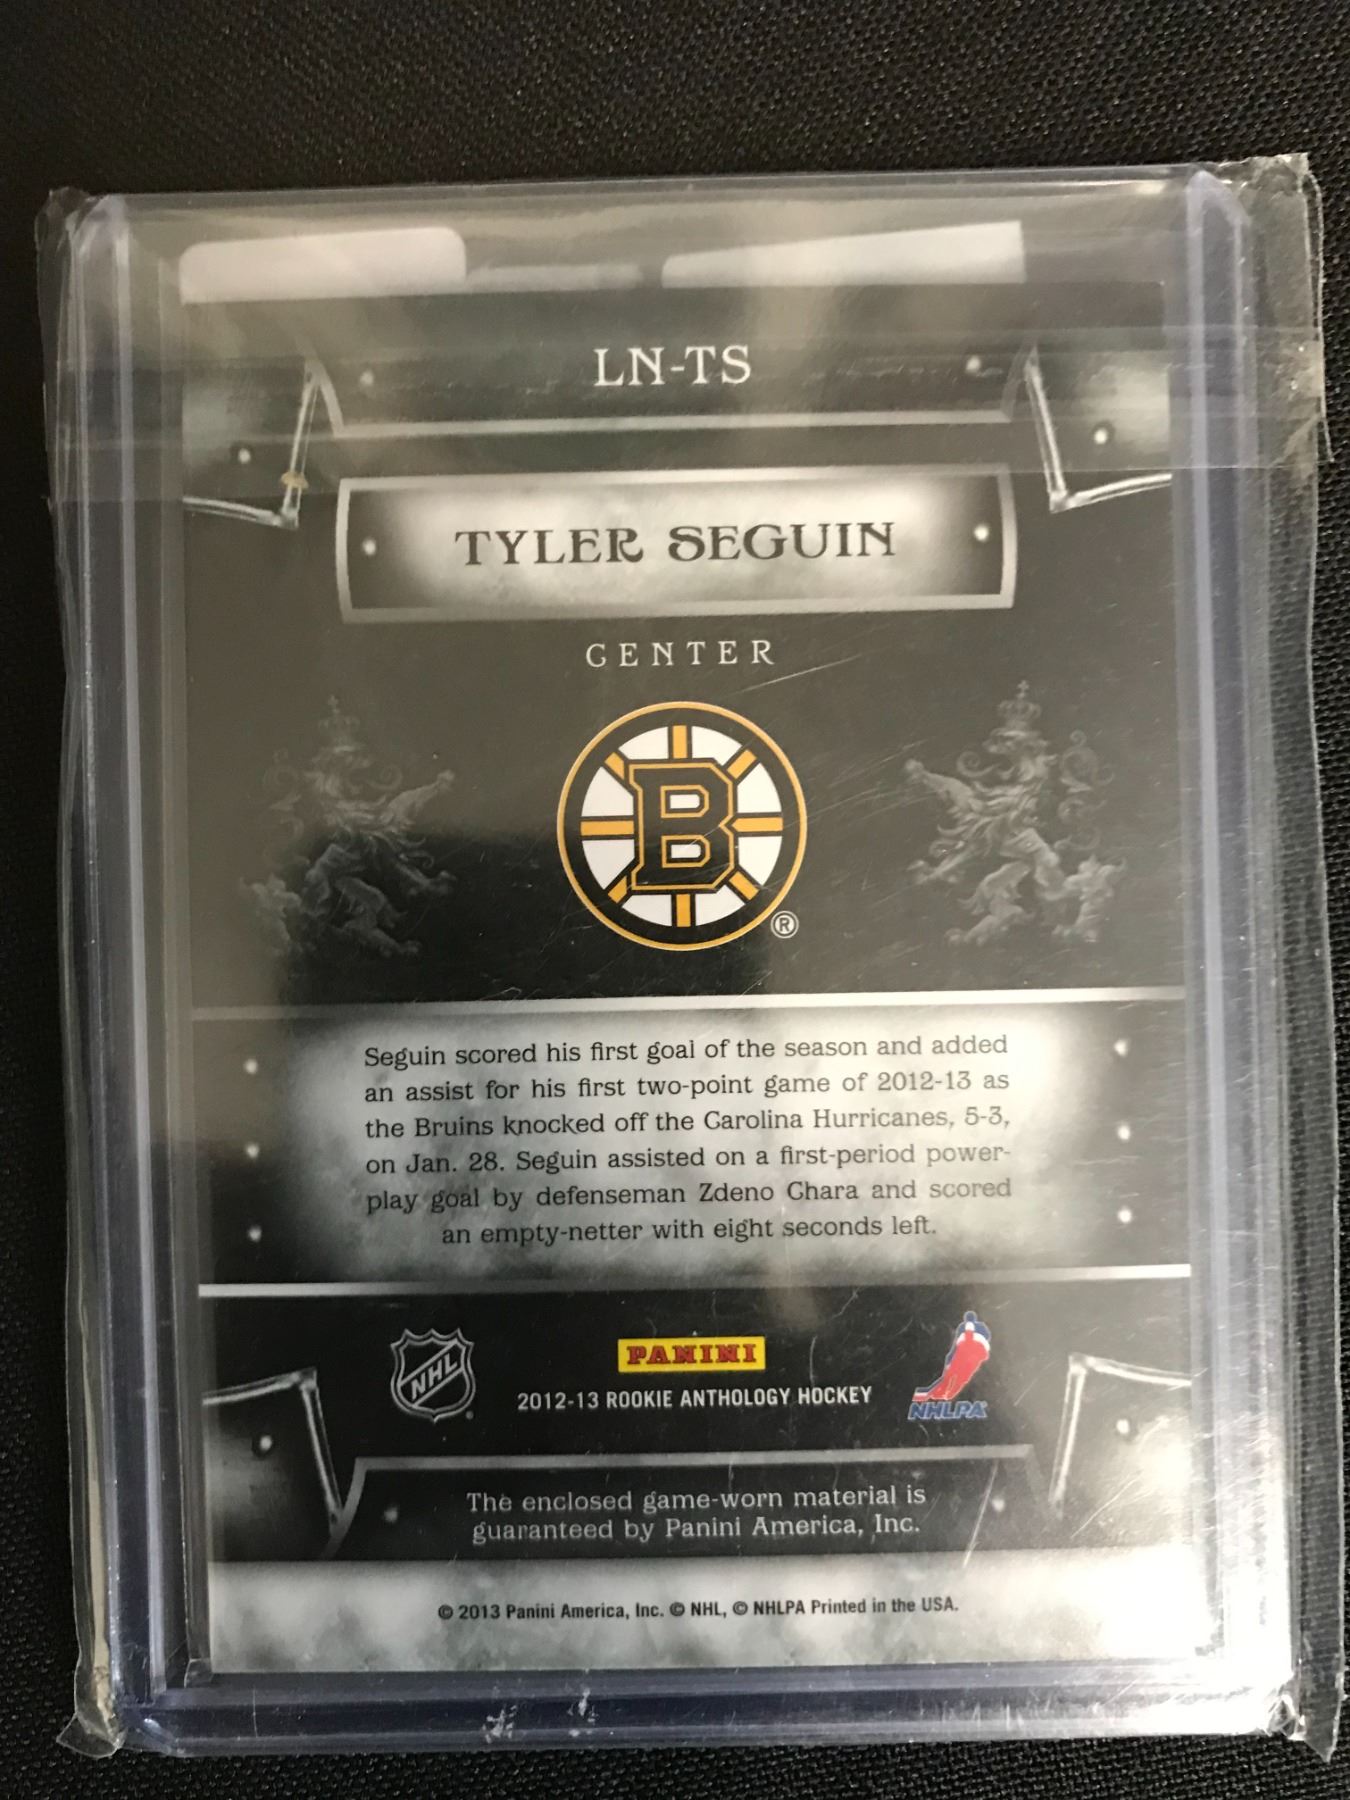 LN-TS
TYLER SEGUIN
CENTER
B
®
Seguin scored his first goal of the season and added
an assist for his first two-point game of 2012-13 as
the Bruins knocked off the Carolina Hurricanes, 5-3,
on Jan. 28. Seguin assisted on a first-period power-
play goal by defenseman Zdeno Chara and scored
an empty-netter with eight seconds left.
NHL
PANINI
2012-13 ROOKIE ANTHOLOGY HOCKEY
NHLPA
The enclosed game-worn material is
guaranteed by Panini America, Inc.
© 2013 Panini America, Inc. © NHL, © NHLPA Printed in the USA.